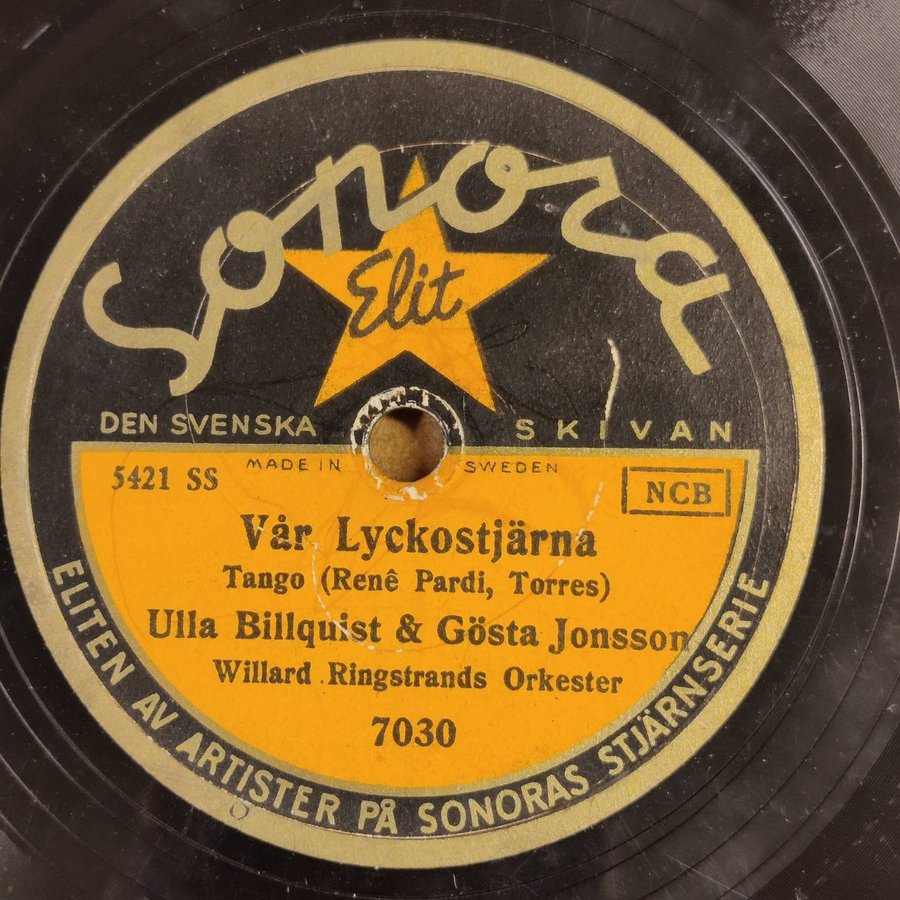 Sonora
Elit
DEN SVENSKA SKIVAN
MADE IN SWEDEN
5421 SS
NCB
Vår Lyckostjärna
Tango (Renê Pardi, Torres)
Ulla Billquist & Gösta Jonsson
Willard Ringstrands Orkester
7030
ELITEN AV ARTISTER PÅ SONORAS STJÄRNSERIE